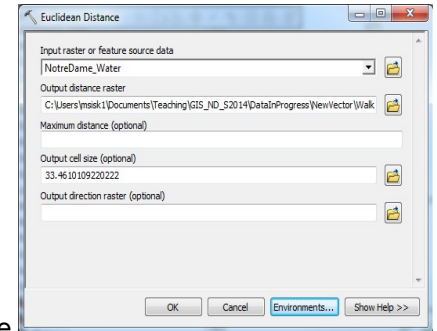 Euclidean Distance
Input raster or feature source data
NotreDame_Water
Output distance raster
C:\Users\msisk1\Documents\Teaching\GIS_ND_S2014\DataInProgress\NewVector\Walk
Maximum distance (optional)
Output cell size (optional)
33.4610109220222
Output direction raster (optional)
OK Cancel Environments... Show Help >>
e